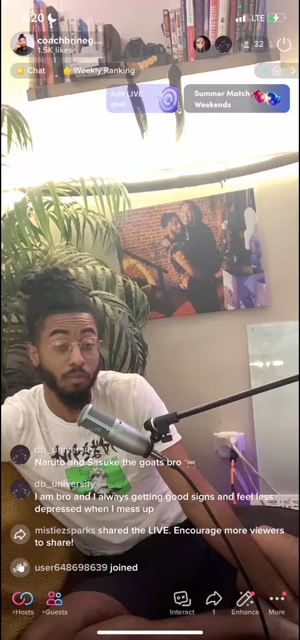 LTE
coachbrineg...
1.5K likes
32
Chat
Weekly Ranking
Add LIVE
goal
Summer Match
Weekends
Naruto and Sasuke the goats bro
db_university
I am bro and I always getting good signs and feel less
depressed when I mess up
mistiezsparks shared the LIVE. Encourage more viewers
to share!
user648698639 joined
+Hosts
+Guests
Interact
1
Enhance
More